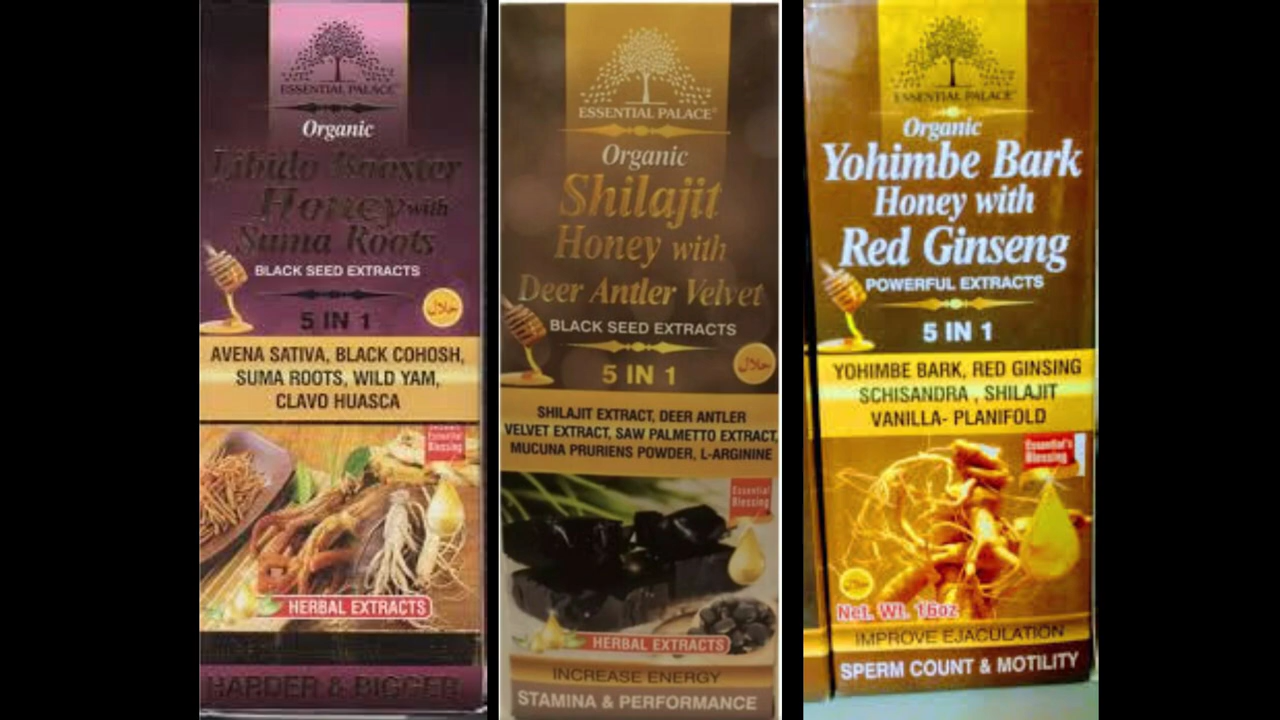 ESSENTIAL PALACE
Organic
Libido Booster
Honey with
Suma Roots
BLACK SEED EXTRACTS
5 IN 1
حلال
AVENA SATIVA, BLACK COHOSH,
SUMA ROOTS, WILD YAM,
CLAVO HUASCA
Blessing
HERBAL EXTRACTS
HARDER & BIGGER
ESSENTIAL PALACE®
Organic
Shilajit
Honey with
Deer Antler Velvet
BLACK SEED EXTRACTS
5 IN 1
حلال
SHILAJIT EXTRACT, DEER ANTLER
VELVET EXTRACT, SAW PALMETTO EXTRACT,
MUCUNA PRURIENS POWDER, L-ARGININE
Essential
Blessing
HERBAL EXTRACTS
INCREASE ENERGY
STAMINA & PERFORMANCE
ESSENTIAL PALACE
Organic
Yohimbe Bark
Honey with
Red Ginseng
POWERFUL EXTRACTS
5 IN 1
YOHIMBE BARK, RED GINSING
SCHISANDRA , SHILAJIT
VANILLA- PLANIFOLD
Essential's
Blessing
Net. Wt. 16oz
IMPROVE EJACULATION
SPERM COUNT & MOTILITY